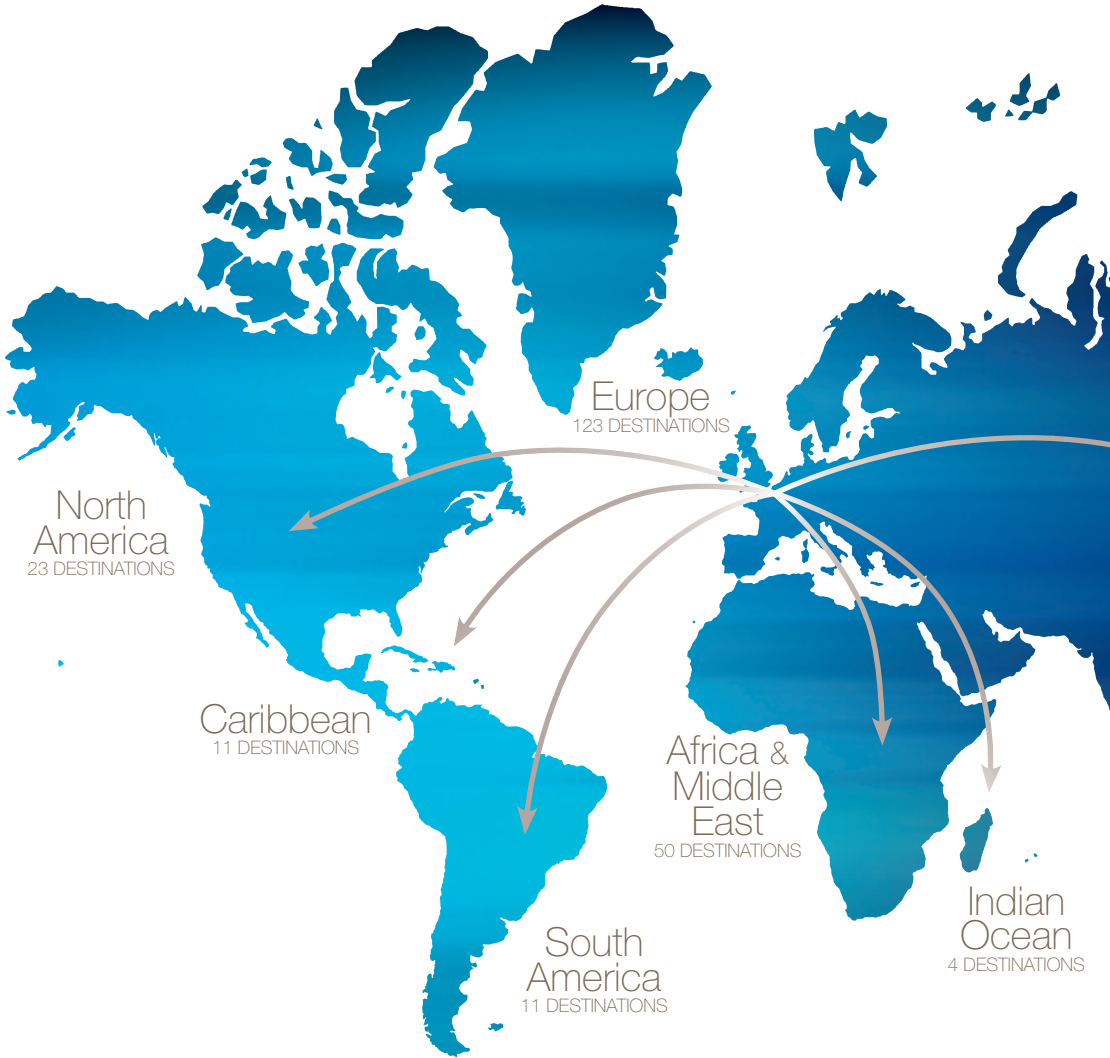 Europe
123 DESTINATIONS
North
America
23 DESTINATIONS
Caribbean
11 DESTINATIONS
Africa &
Middle
East
50 DESTINATIONS
Indian
Ocean
4 DESTINATIONS
South
America
11 DESTINATIONS